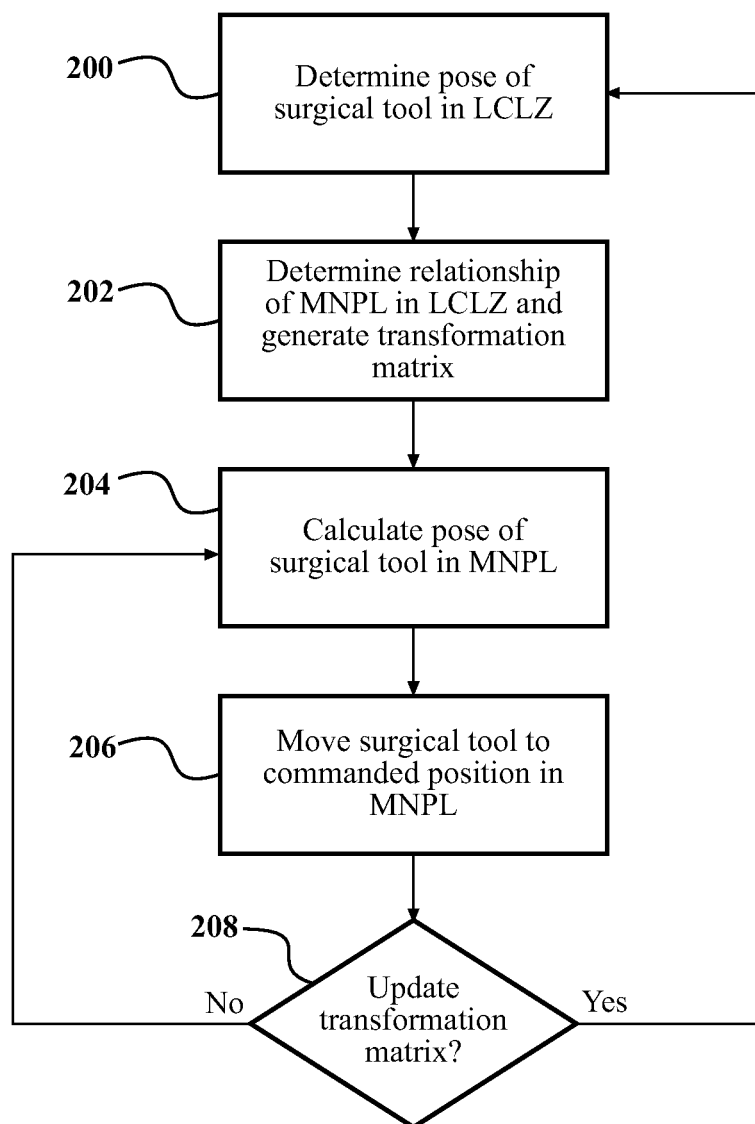 200
Determine pose of
surgical tool in LCLZ
202
Determine relationship
of MNPL in LCLZ and
generate transformation
matrix
204
Calculate pose of
surgical tool in MNPL
206
Move surgical tool to
commanded position in
MNPL
208
No
Update
transformation
matrix?
Yes